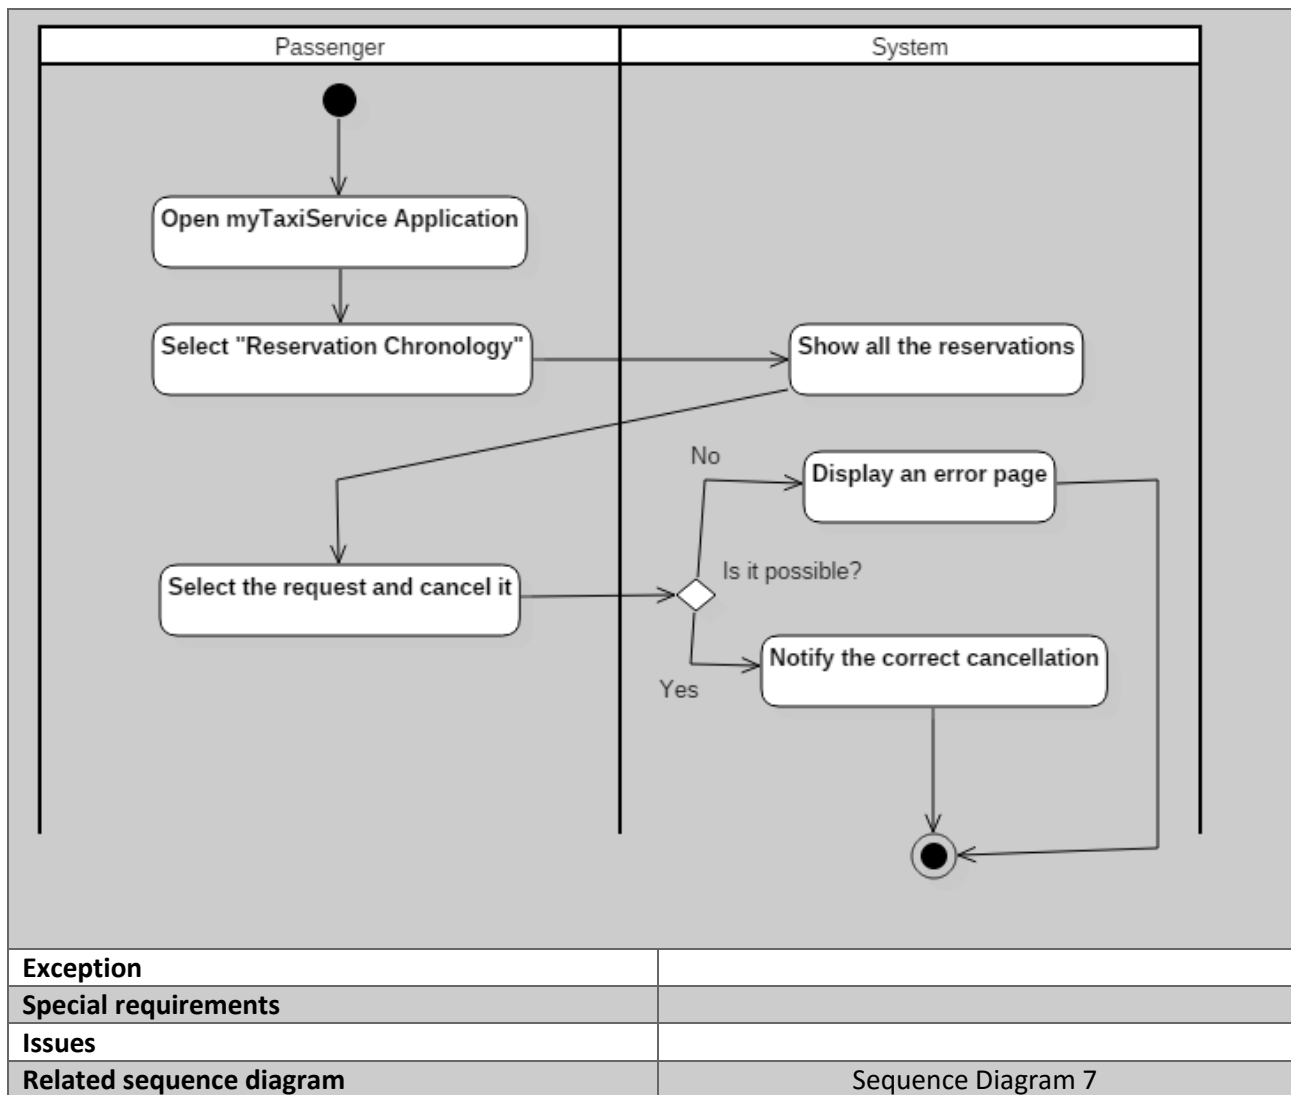 Passenger
System
Open myTaxiService Application
Select "Reservation Chronology"
Show all the reservations
No
Display an error page
Is it possible?
Select the request and cancel it
Notify the correct cancellation
Yes
Exception
Special requirements
Issues
Related sequence diagram
Sequence Diagram 7